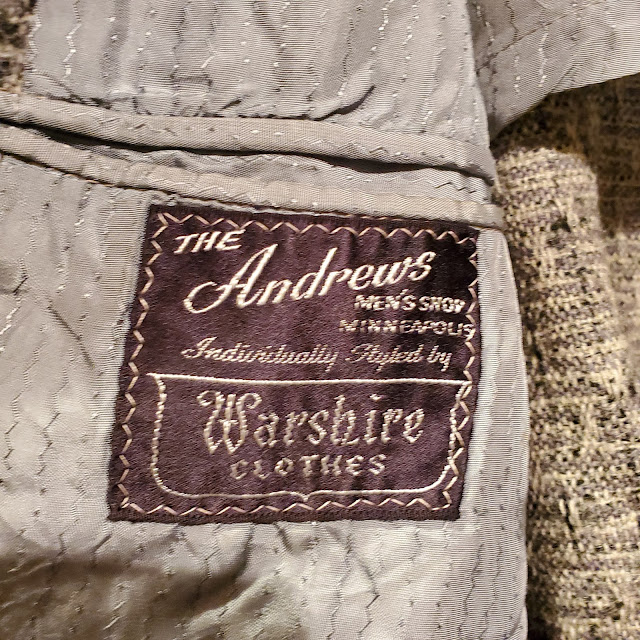 THE
Andrews
MEN'S SHOP
MINNEAPOLIS
Individually Styled by
Warshire
CLOTHES